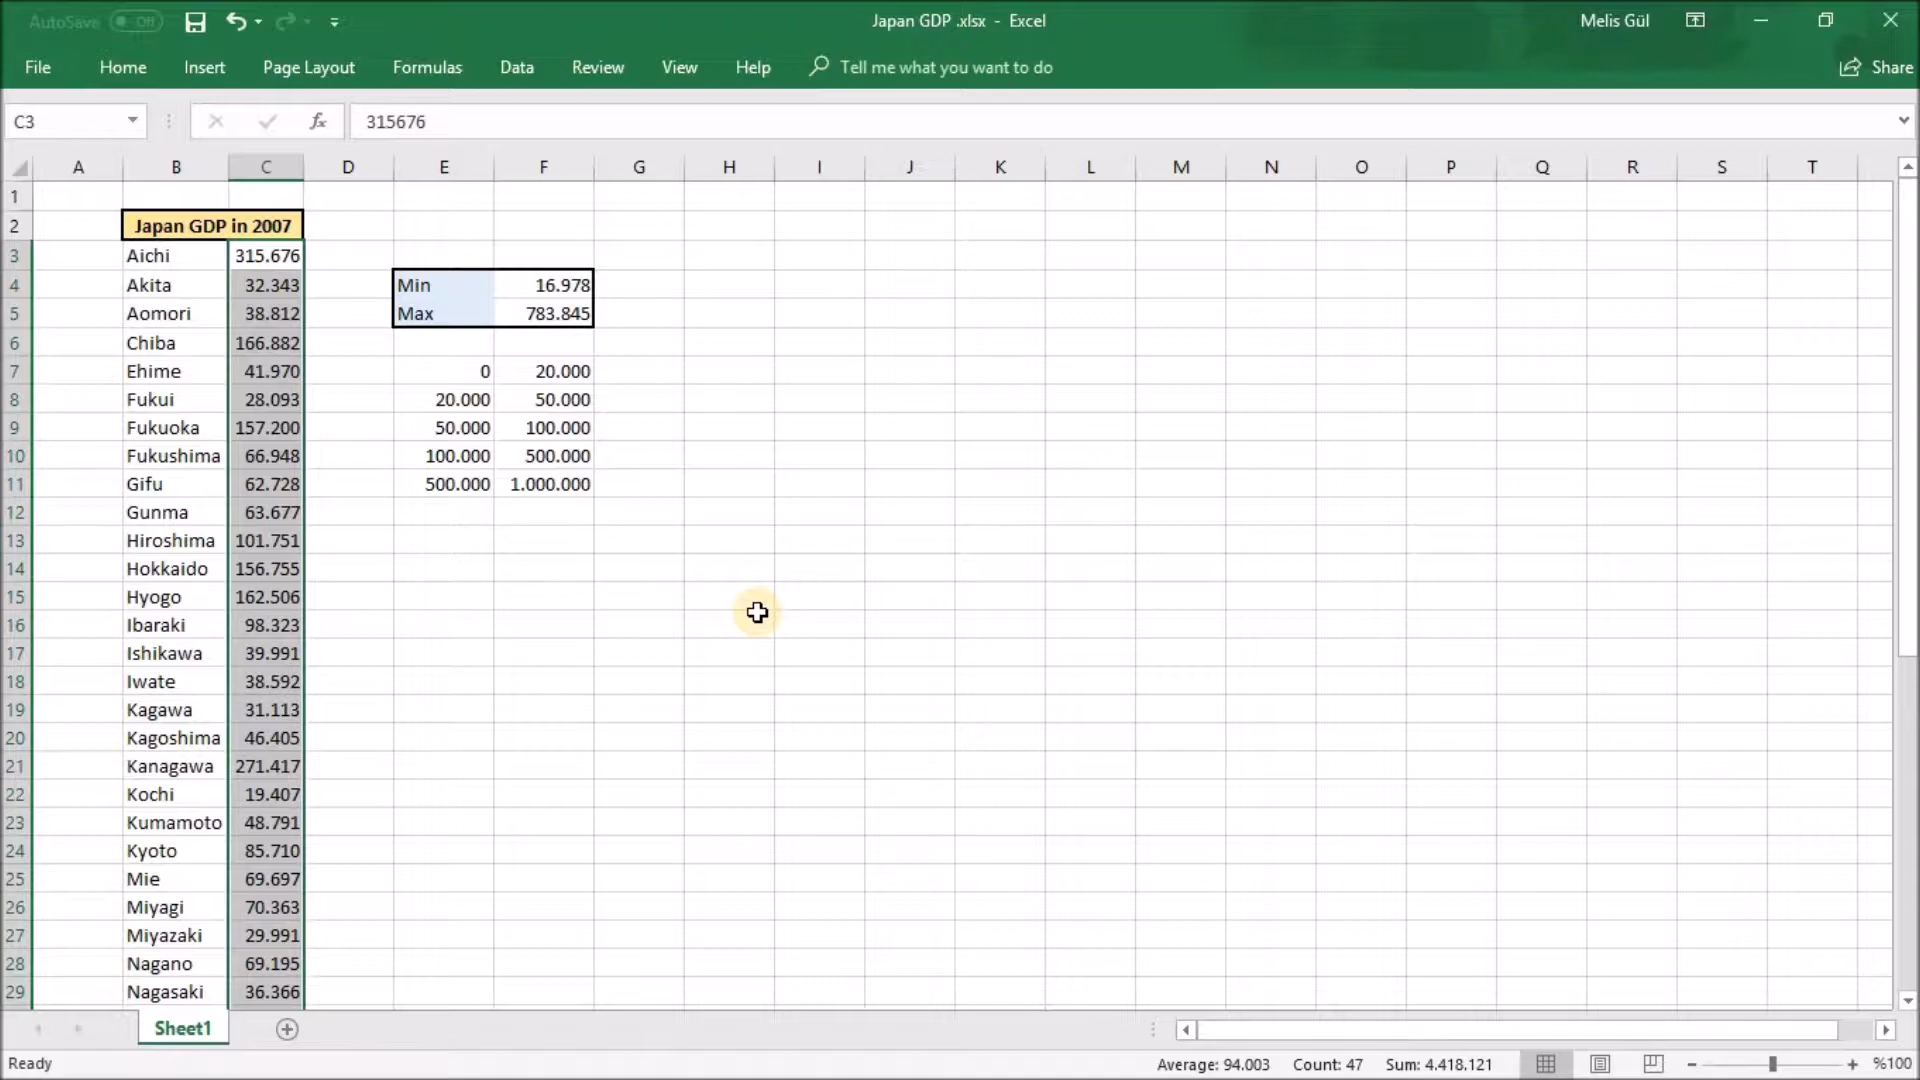 AutoSave Off Japan GDP .xlsx - Excel Melis Gül
File Home Insert Page Layout Formulas Data Review View Help Tell me what you want to do Share
C3 fx 315676
A B C D E F G H I J K L M N O P Q R S T
1
2 Japan GDP in 2007
3 Aichi 315.676
4 Akita 32.343 Min 16.978
5 Aomori 38.812 Max 783.845
6 Chiba 166.882
7 Ehime 41.970 0 20.000
8 Fukui 28.093 20.000 50.000
9 Fukuoka 157.200 50.000 100.000
10 Fukushima 66.948 100.000 500.000
11 Gifu 62.728 500.000 1.000.000
12 Gunma 63.677
13 Hiroshima 101.751
14 Hokkaido 156.755
15 Hyogo 162.506
16 Ibaraki 98.323
17 Ishikawa 39.991
18 Iwate 38.592
19 Kagawa 31.113
20 Kagoshima 46.405
21 Kanagawa 271.417
22 Kochi 19.407
23 Kumamoto 48.791
24 Kyoto 85.710
25 Mie 69.697
26 Miyagi 70.363
27 Miyazaki 29.991
28 Nagano 69.195
29 Nagasaki 36.366
Sheet1
Ready Average: 94.003 Count: 47 Sum: 4.418.121 %100